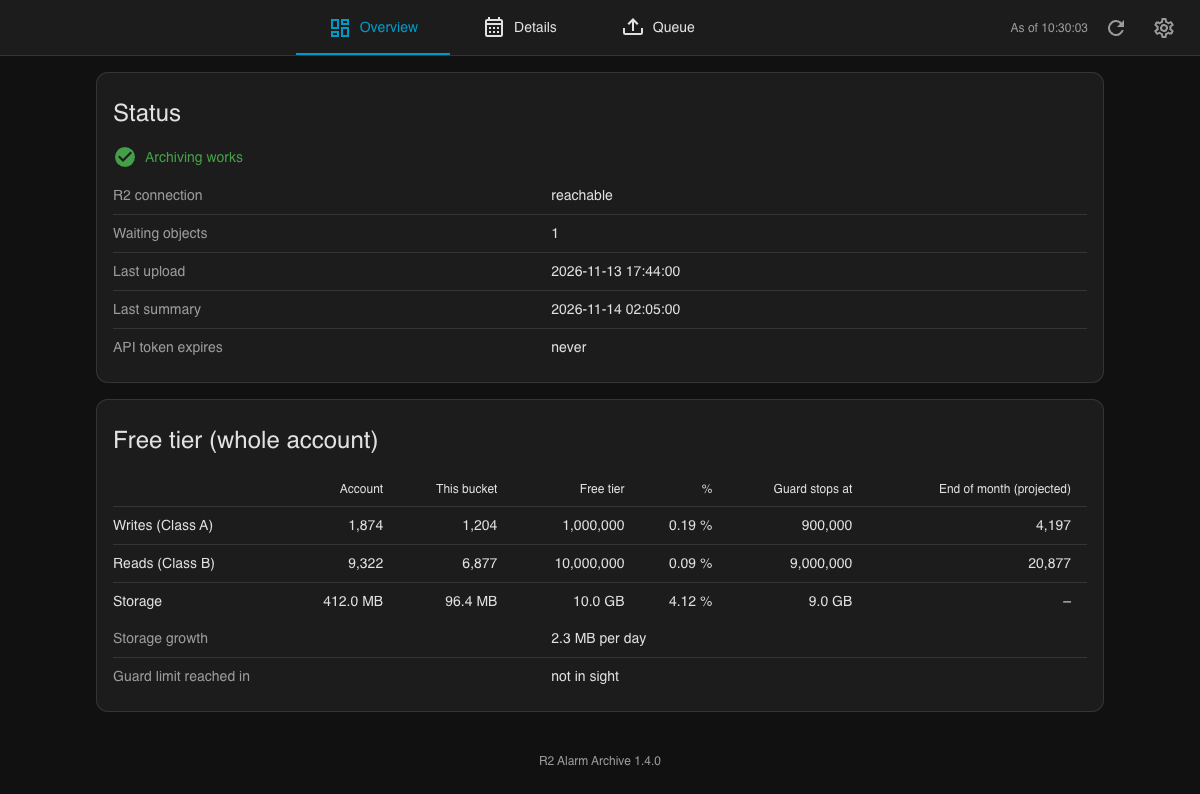 Overview
Details
Queue
As of 10:30:03
Status
Archiving works
R2 connection reachable
Waiting objects 1
Last upload 2026-11-13 17:44:00
Last summary 2026-11-14 02:05:00
API token expires never
Free tier (whole account)
Account This bucket Free tier % Guard stops at End of month (projected)
Writes (Class A) 1,874 1,204 1,000,000 0.19 % 900,000 4,197
Reads (Class B) 9,322 6,877 10,000,000 0.09 % 9,000,000 20,877
Storage 412.0 MB 96.4 MB 10.0 GB 4.12 % 9.0 GB –
Storage growth 2.3 MB per day
Guard limit reached in not in sight
R2 Alarm Archive 1.4.0